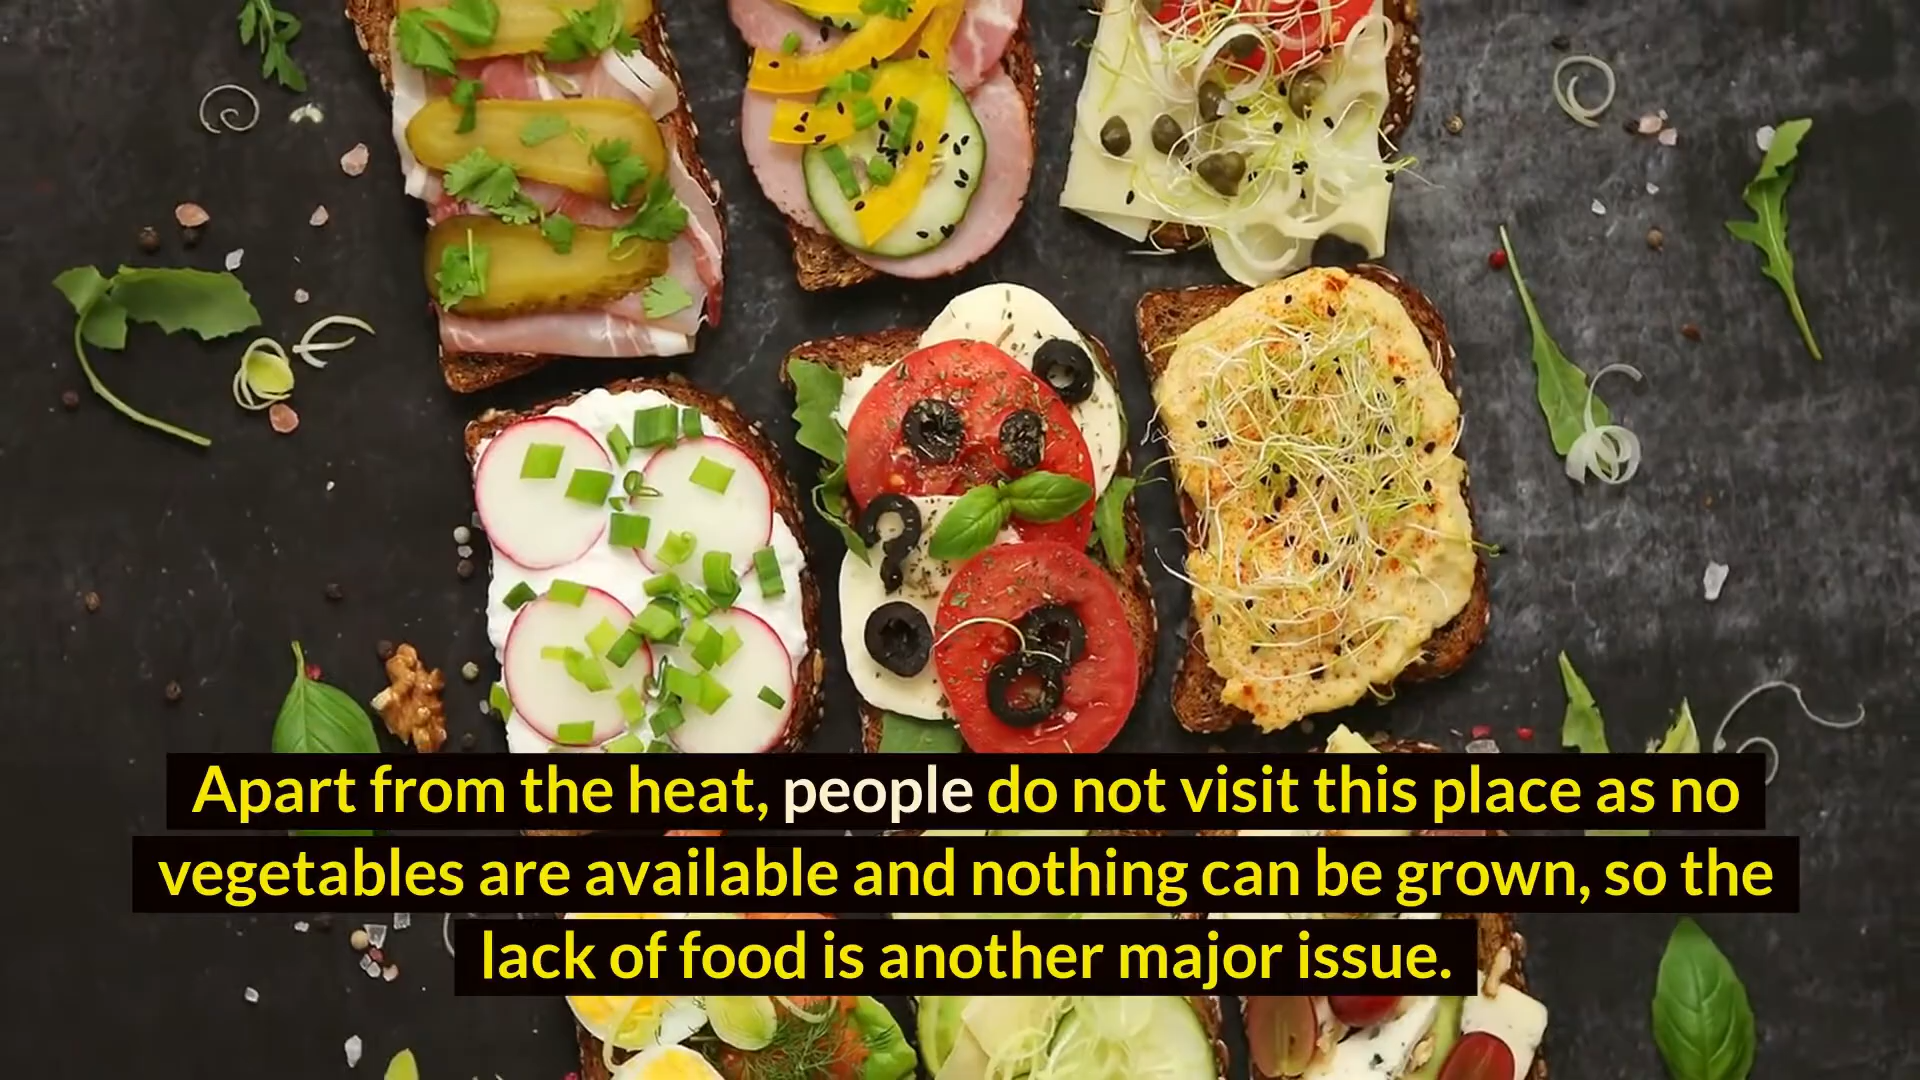 Apart from the heat, people do not visit this place as no
vegetables are available and nothing can be grown, so the
lack of food is another major issue.